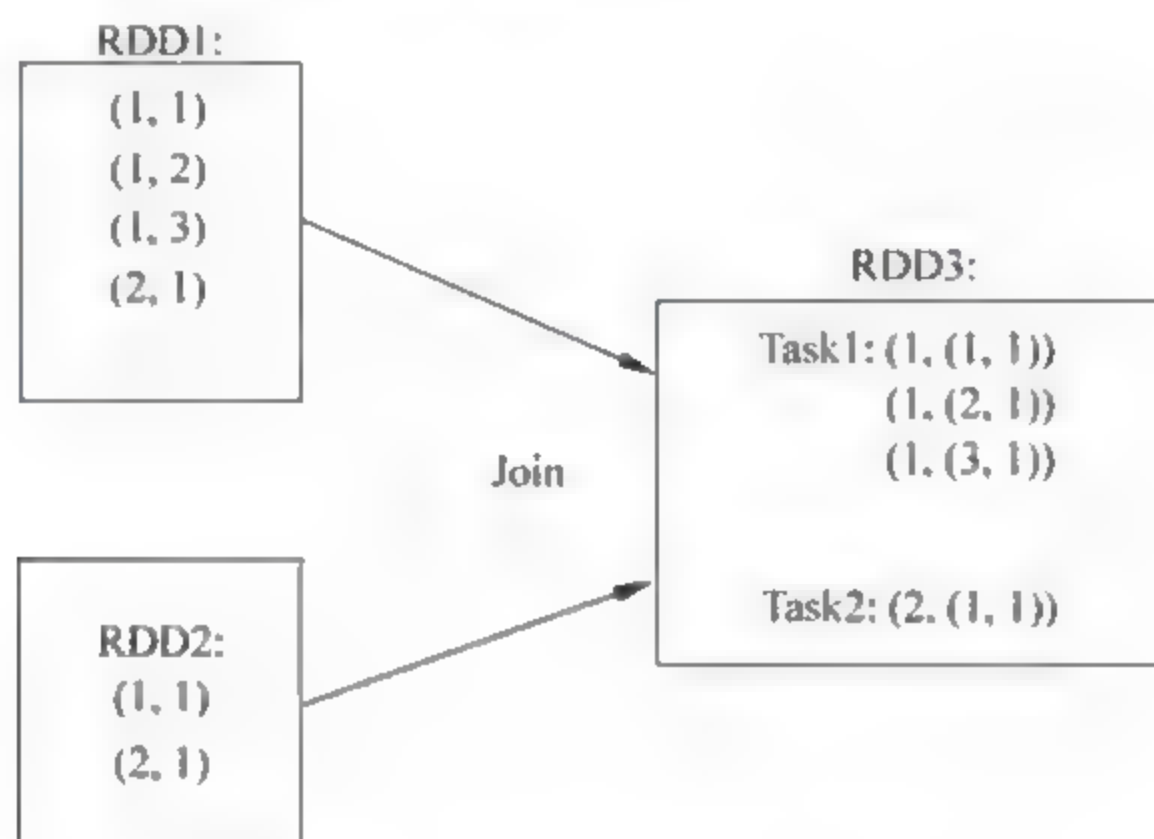 RDD1:
(1, 1)
(1, 2)
(1, 3)
(2, 1)
RDD2:
(1, 1)
(2, 1)
Join
RDD3:
Task1: (1, (1, 1))
(1, (2, 1))
(1, (3, 1))
Task2: (2, (1, 1))